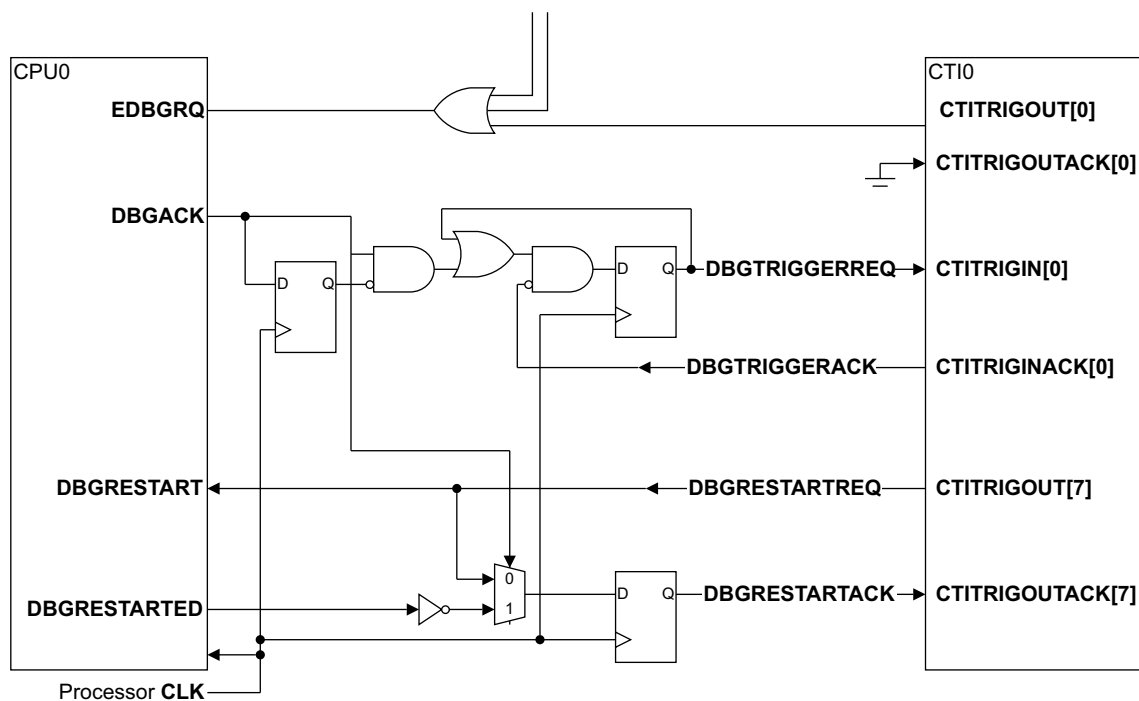 CPU0
CTI0
EDBGRQ
CTITRIGOUT[0]
CTITRIGOUTACK[0]
DBGACK
D
Q
D
Q
DBGTRIGGERREQ
CTITRIGIN[0]
DBGTRIGGERACK
CTITRIGINACK[0]
DBGRESTART
DBGRESTARTREQ
CTITRIGOUT[7]
0
1
DBGRESTARTED
D
Q
DBGRESTARTACK
CTITRIGOUTACK[7]
Processor CLK